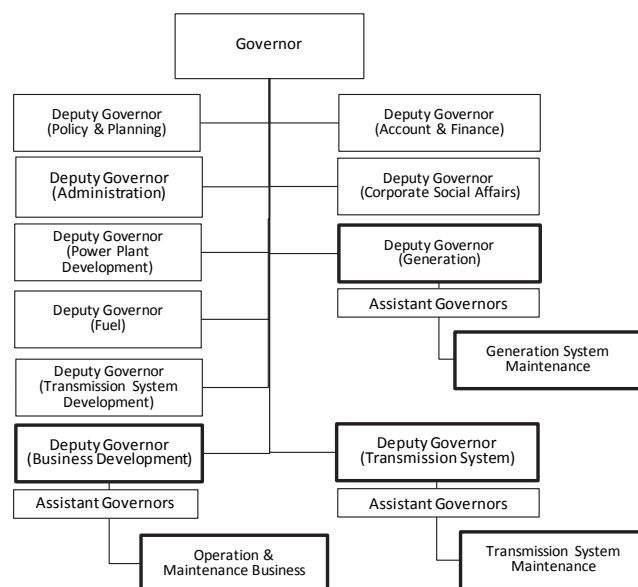 Governor
Deputy Governor
(Policy & Planning)
Deputy Governor
(Account & Finance)
Deputy Governor
(Administration)
Deputy Governor
(Corporate Social Affairs)
Deputy Governor
(Power Plant
Development)
Deputy Governor
(Generation)
Assistant Governors
Deputy Governor
(Fuel)
Generation System
Maintenance
Deputy Governor
(Transmission System
Development)
Deputy Governor
(Business Development)
Deputy Governor
(Transmission System)
Assistant Governors
Assistant Governors
Operation &
Maintenance Business
Transmission System
Maintenance